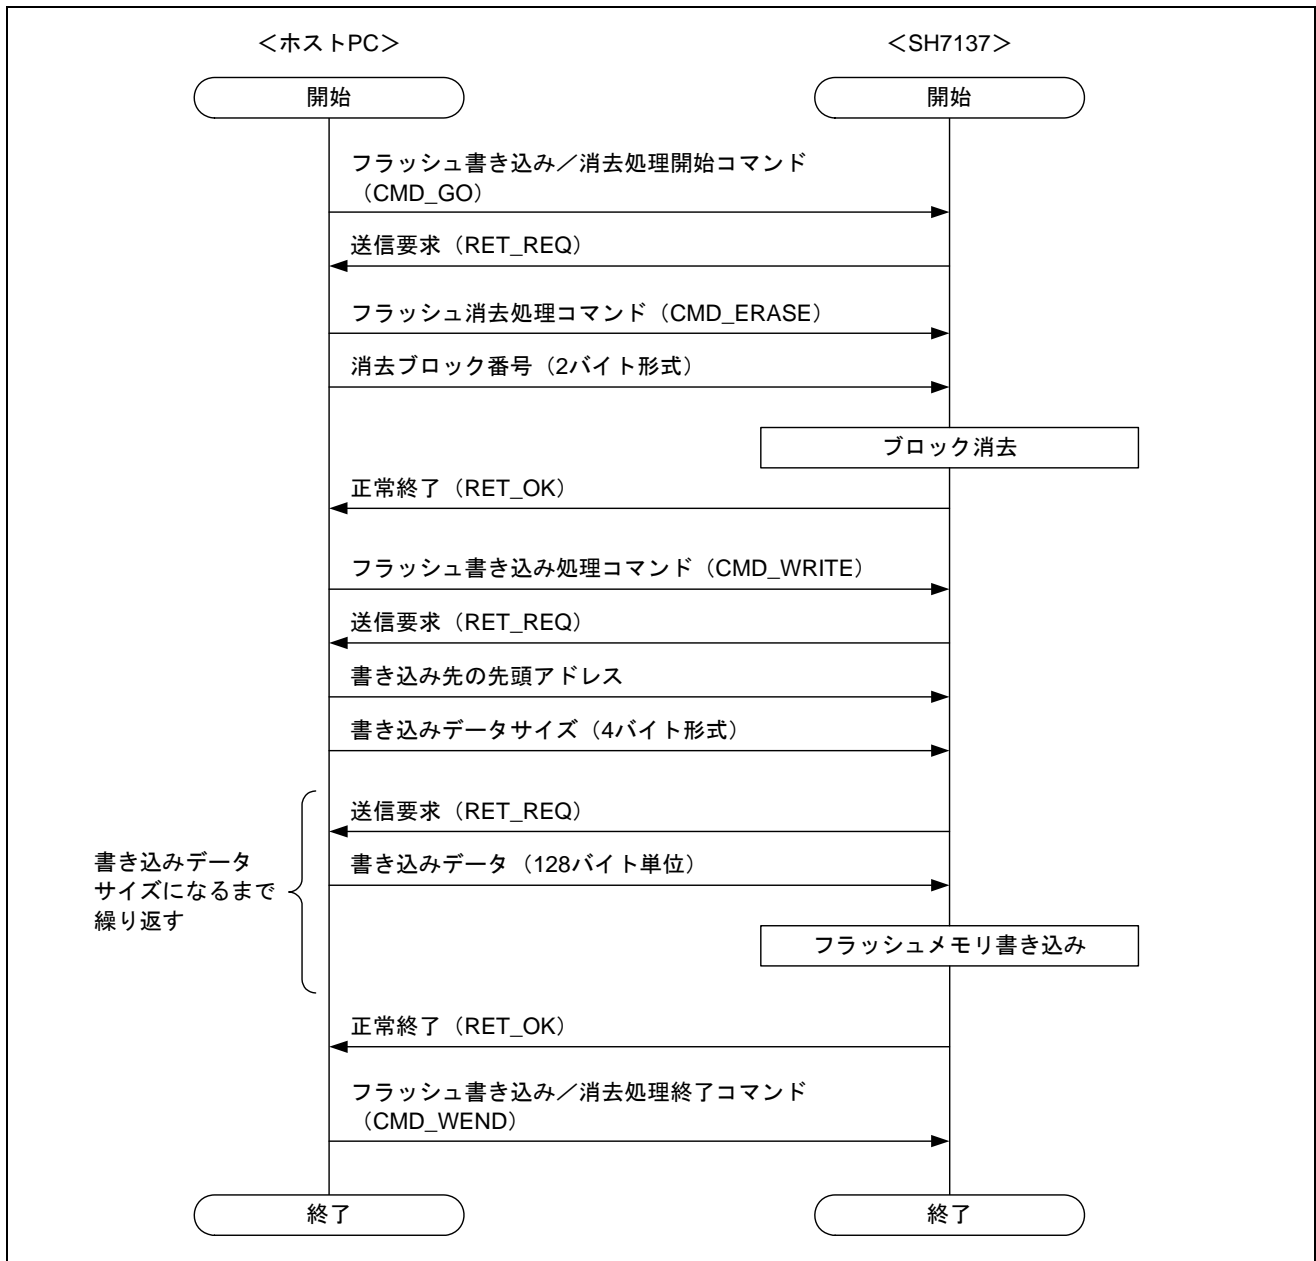 ＜ホストPC＞
＜SH7137＞
開始
開始
フラッシュ書き込み／消去処理開始コマンド
（CMD_GO）
送信要求（RET_REQ）
フラッシュ消去処理コマンド（CMD_ERASE）
消去ブロック番号（2バイト形式）
ブロック消去
正常終了（RET_OK）
フラッシュ書き込み処理コマンド（CMD_WRITE）
送信要求（RET_REQ）
書き込み先の先頭アドレス
書き込みデータサイズ（4バイト形式）
送信要求（RET_REQ）
書き込みデータ（128バイト単位）
書き込みデータ
サイズになるまで
繰り返す
フラッシュメモリ書き込み
正常終了（RET_OK）
フラッシュ書き込み／消去処理終了コマンド
（CMD_WEND）
終了
終了